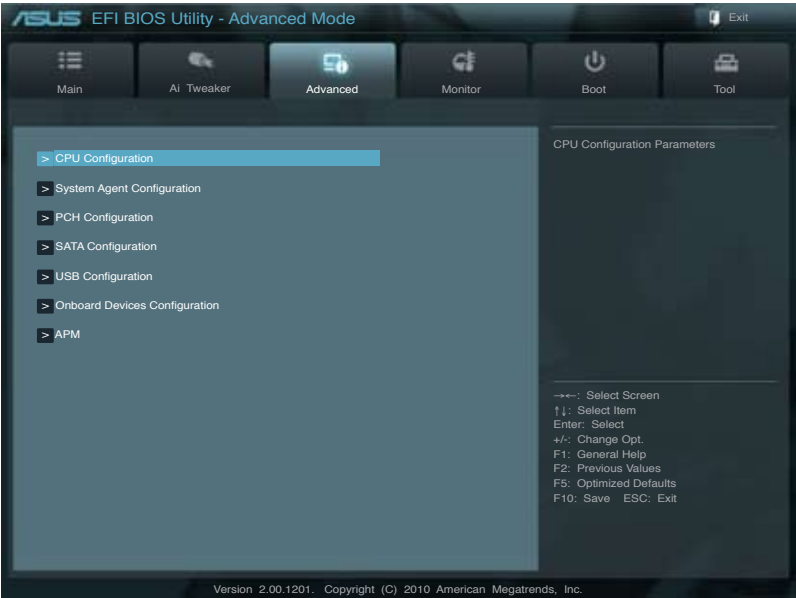 ASUS EFI BIOS Utility - Advanced Mode
Exit
Main
Ai Tweaker
Advanced
Monitor
Boot
Tool
> CPU Configuration
> System Agent Configuration
> PCH Configuration
> SATA Configuration
> USB Configuration
> Onboard Devices Configuration
> APM
CPU Configuration Parameters
→←: Select Screen
↑↓: Select Item
Enter: Select
+/-: Change Opt.
F1: General Help
F2: Previous Values
F5: Optimized Defaults
F10: Save ESC: Exit
Version 2.00.1201. Copyright (C) 2010 American Megatrends, Inc.